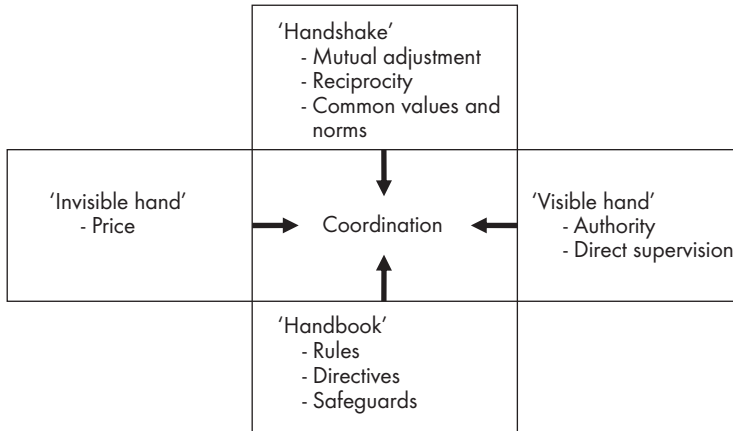 ‘Handshake’
- Mutual adjustment
- Reciprocity
- Common values and
norms
‘Invisible hand’
- Price
Coordination
‘Visible hand’
- Authority
- Direct supervision
‘Handbook’
- Rules
- Directives
- Safeguards